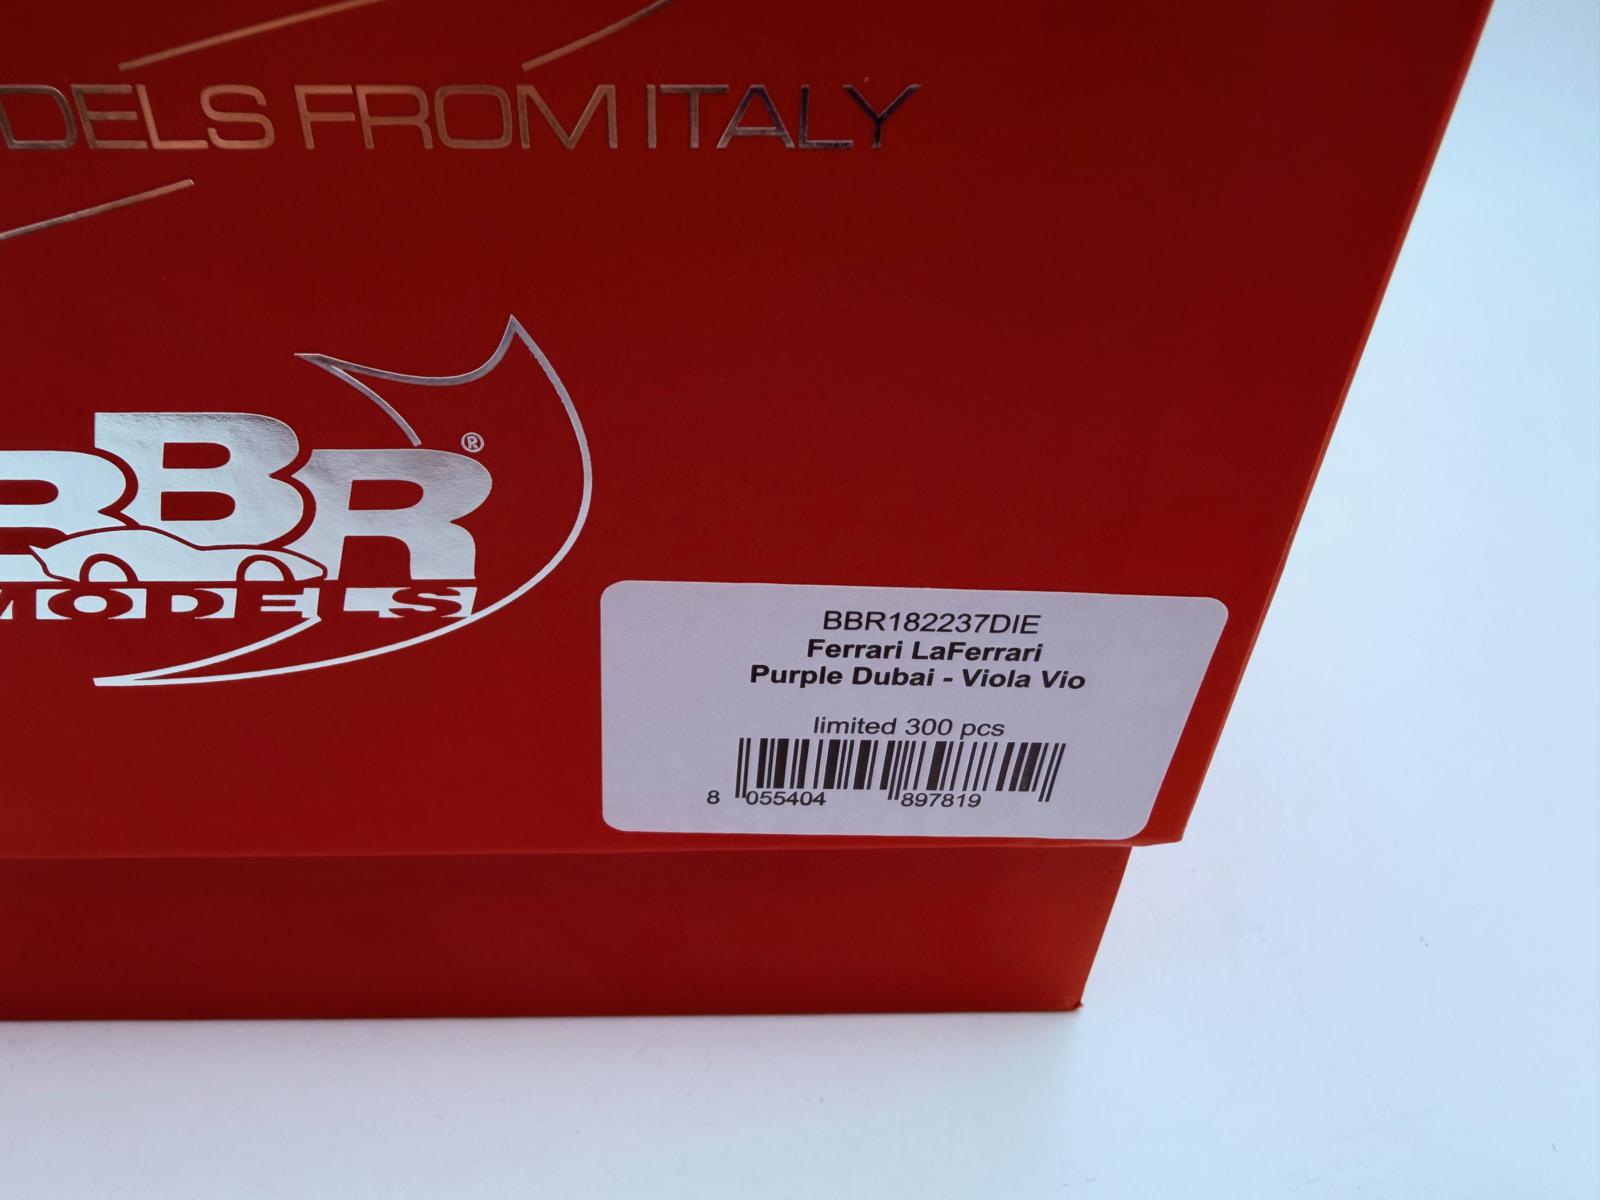 DELS FROM ITALY
BBR®
MODELS
BBR182237DIE
Ferrari LaFerrari
Purple Dubai - Viola Vio
limited 300 pcs
8 055404 897819